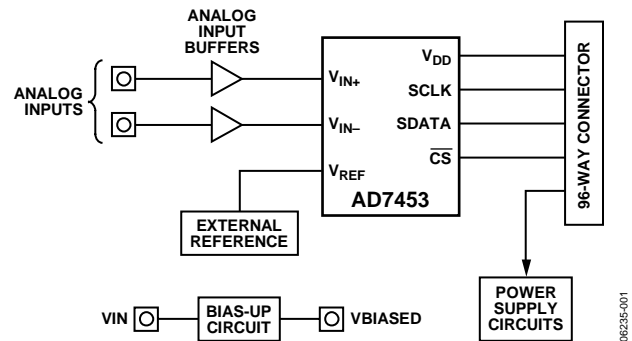 ANALOG
INPUT
BUFFERS
ANALOG
INPUTS
VIN+
VIN–
VREF
VDD
SCLK
SDATA
CS
AD7453
96-WAY CONNECTOR
EXTERNAL
REFERENCE
VIN
BIAS-UP
CIRCUIT
VBIASED
POWER
SUPPLY
CIRCUITS
06235-001